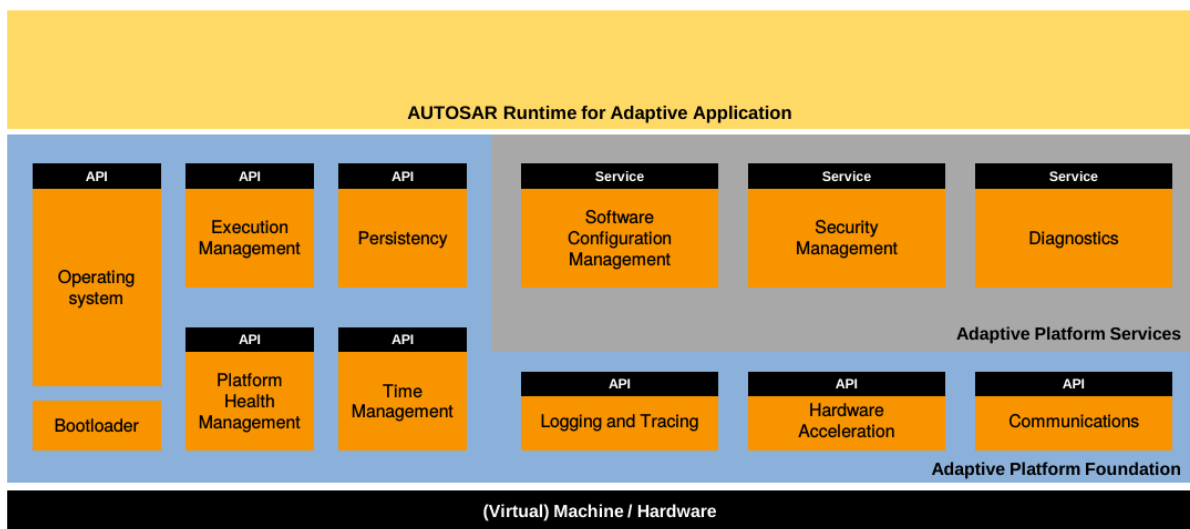 AUTOSAR Runtime for Adaptive Application
API
Operating
system
Bootloader
API
Execution
Management
API
Persistency
API
Platform
Health
Management
API
Time
Management
Service
Software
Configuration
Management
Service
Security
Management
Service
Diagnostics
Adaptive Platform Services
API
Logging and Tracing
API
Hardware
Acceleration
API
Communications
Adaptive Platform Foundation
(Virtual) Machine / Hardware